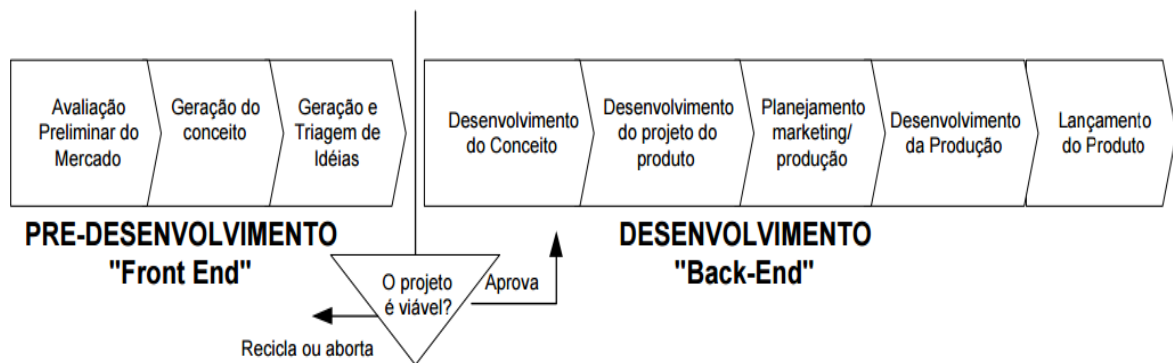 Avaliação
Preliminar do
Mercado
Geração do
conceito
Geração e
Triagem de
Idéias
Desenvolvimento
do Conceito
Desenvolvimento
do projeto do
produto
Planejamento
marketing/
produção
Desenvolvimento
da Produção
Lançamento
do Produto
PRE-DESENVOLVIMENTO
"Front End"
DESENVOLVIMENTO
"Back-End"
O projeto
é viável?
Aprova
Recicla ou aborta